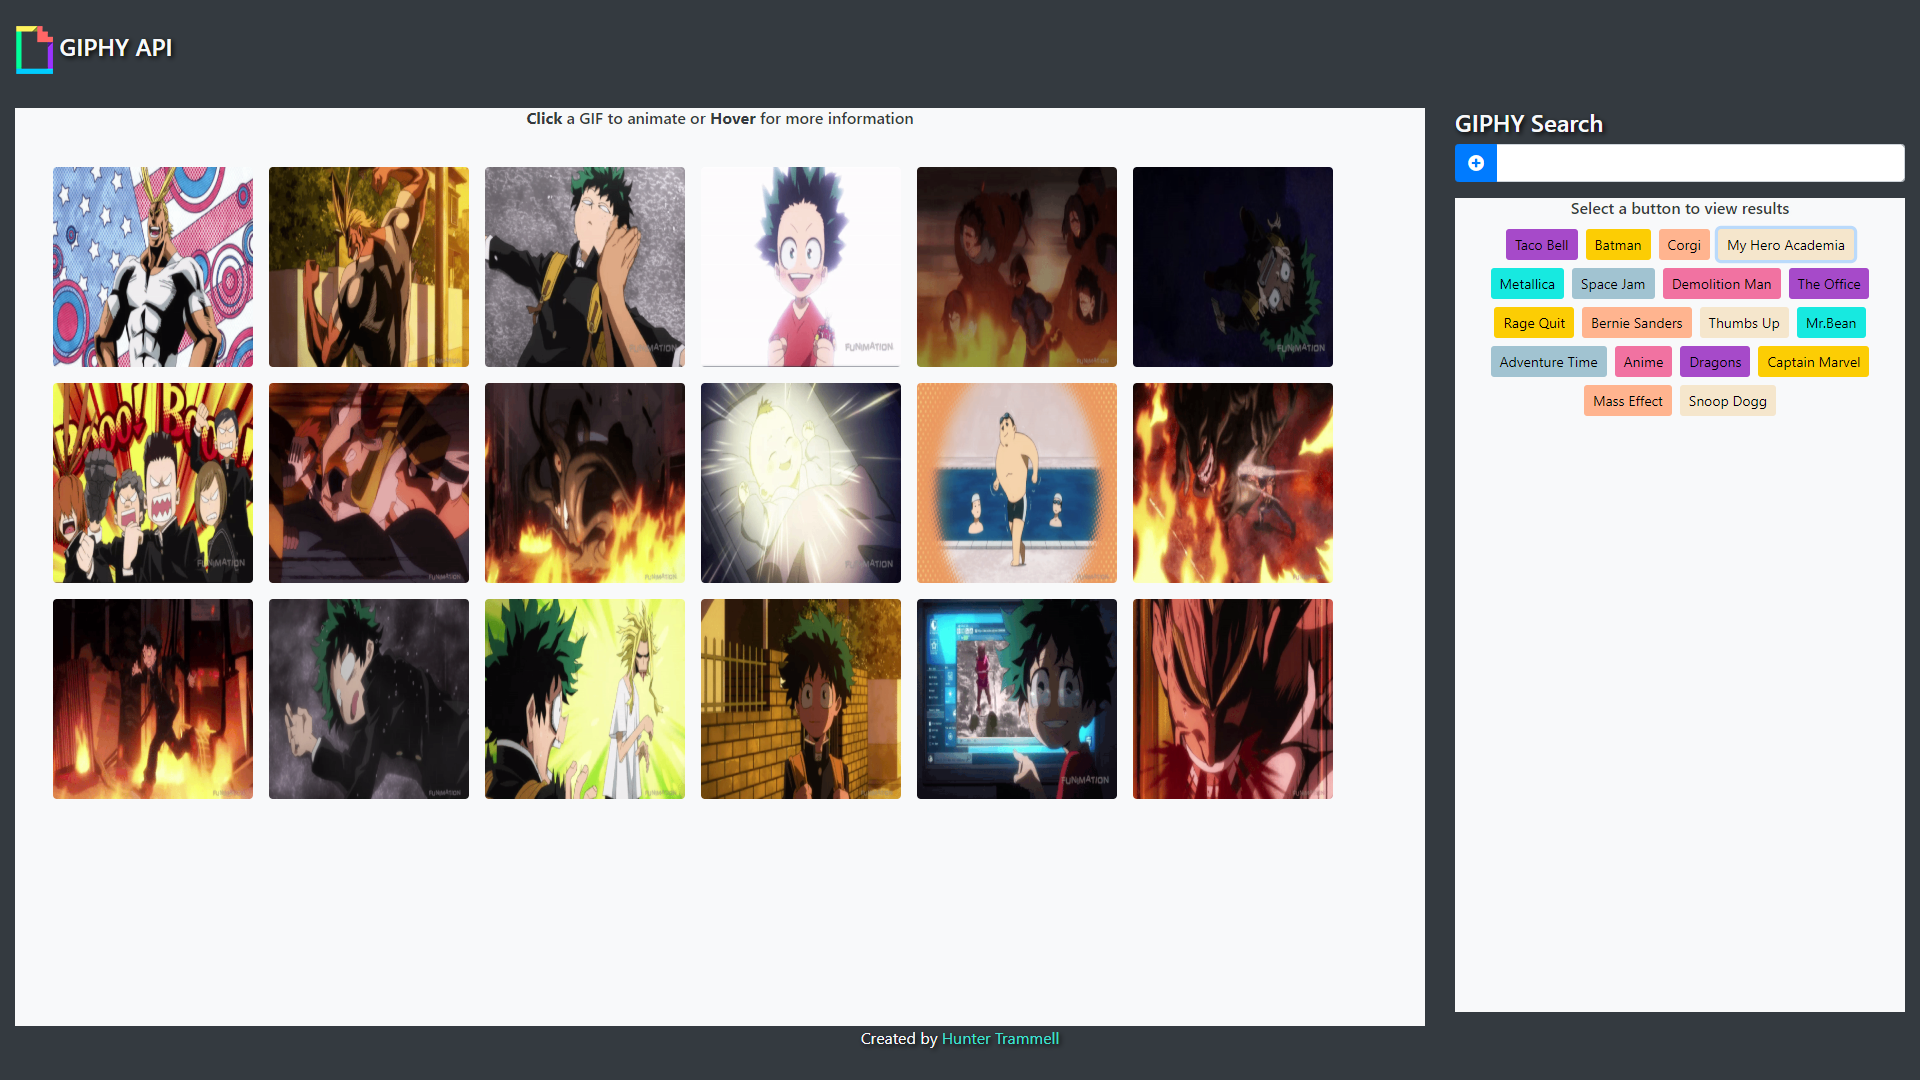 GIPHY API
Click a GIF to animate or Hover for more information
FUNIMATION
FUNIMATION
FUNIMATION
FUNIMATION
FUNIMATION
FUNIMATION
GIPHY Search
Select a button to view results
Taco Bell Batman Corgi My Hero Academia
Metallica Space Jam Demolition Man The Office
Rage Quit Bernie Sanders Thumbs Up Mr.Bean
Adventure Time Anime Dragons Captain Marvel
Mass Effect Snoop Dogg
Created by Hunter Trammell